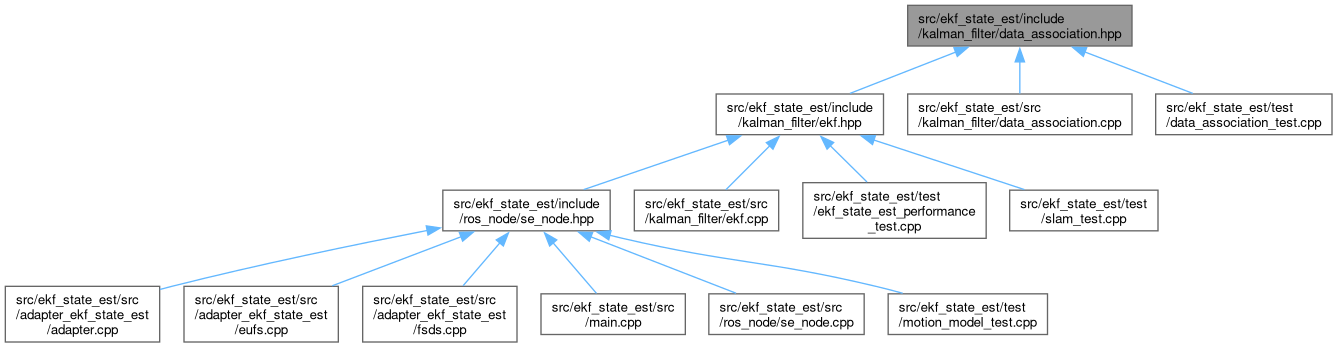 src/ekf_state_est/include
/kalman_filter/data_association.hpp
src/ekf_state_est/include
/kalman_filter/ekf.hpp
src/ekf_state_est/src
/kalman_filter/data_association.cpp
src/ekf_state_est/test
/data_association_test.cpp
src/ekf_state_est/include
/ros_node/se_node.hpp
src/ekf_state_est/src
/kalman_filter/ekf.cpp
src/ekf_state_est/test
/ekf_state_est_performance
_test.cpp
src/ekf_state_est/test
/slam_test.cpp
src/ekf_state_est/src
/adapter_ekf_state_est
/adapter.cpp
src/ekf_state_est/src
/adapter_ekf_state_est
/eufs.cpp
src/ekf_state_est/src
/adapter_ekf_state_est
/fsds.cpp
src/ekf_state_est/src
/main.cpp
src/ekf_state_est/src
/ros_node/se_node.cpp
src/ekf_state_est/test
/motion_model_test.cpp